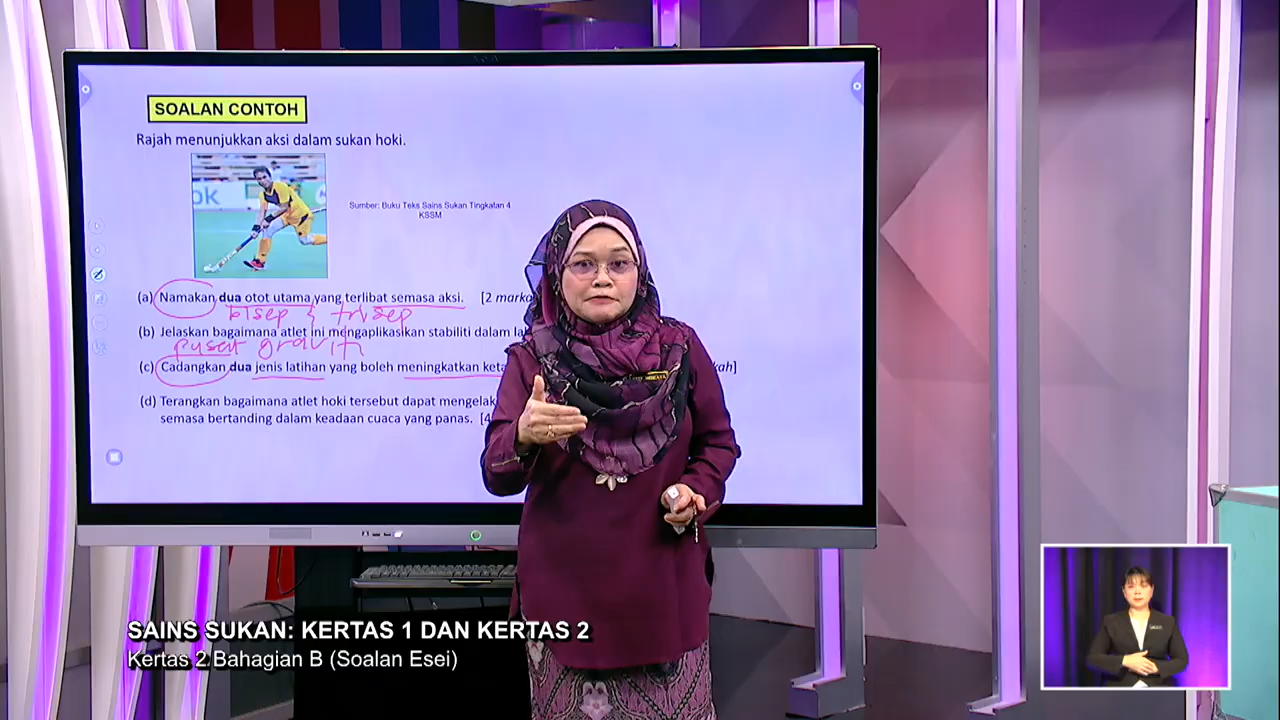 SOALAN CONTOH
Rajah menunjukkan aksi dalam sukan hoki.
ok
Sumber: Buku Teks Sains Sukan Tingkatan 4
KSSM
(a) Namakan dua otot utama yang terlibat semasa aksi. [2
bisep & trisep
(b) Jelaskan bagaimana atlet ini mengaplikasikan stabiliti dalam
pusat graviti
(c) Cadangkan dua jenis latihan yang boleh meningkatkan
(d) Terangkan bagaimana atlet hoki tersebut dapat
semasa bertanding dalam keadaan cuaca yang panas. [4
SAINS SUKAN: KERTAS 1 DAN KERTAS 2
Kertas 2 Bahagian B (Soalan Esei)